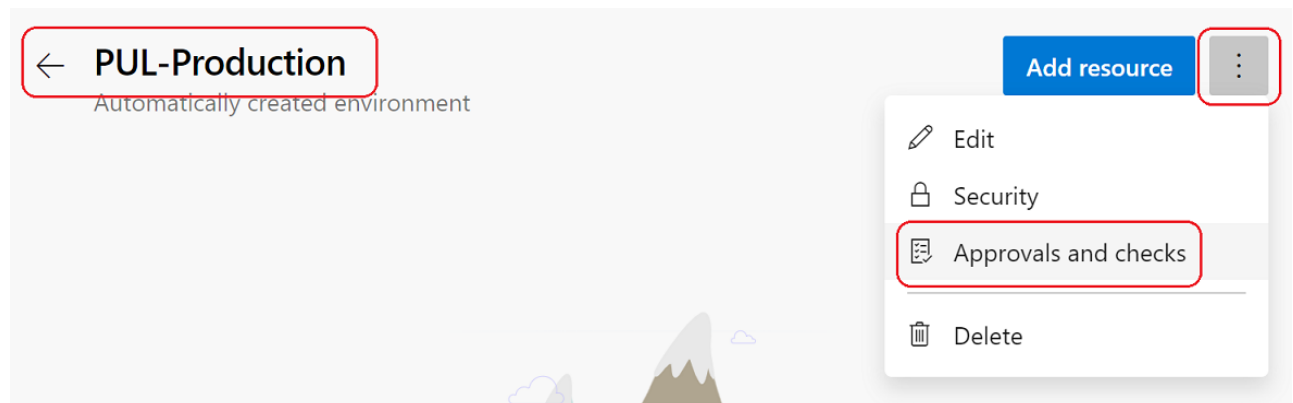 PUL-Production
Add resource
Automatically created environment
Edit
Security
Approvals and checks
Delete